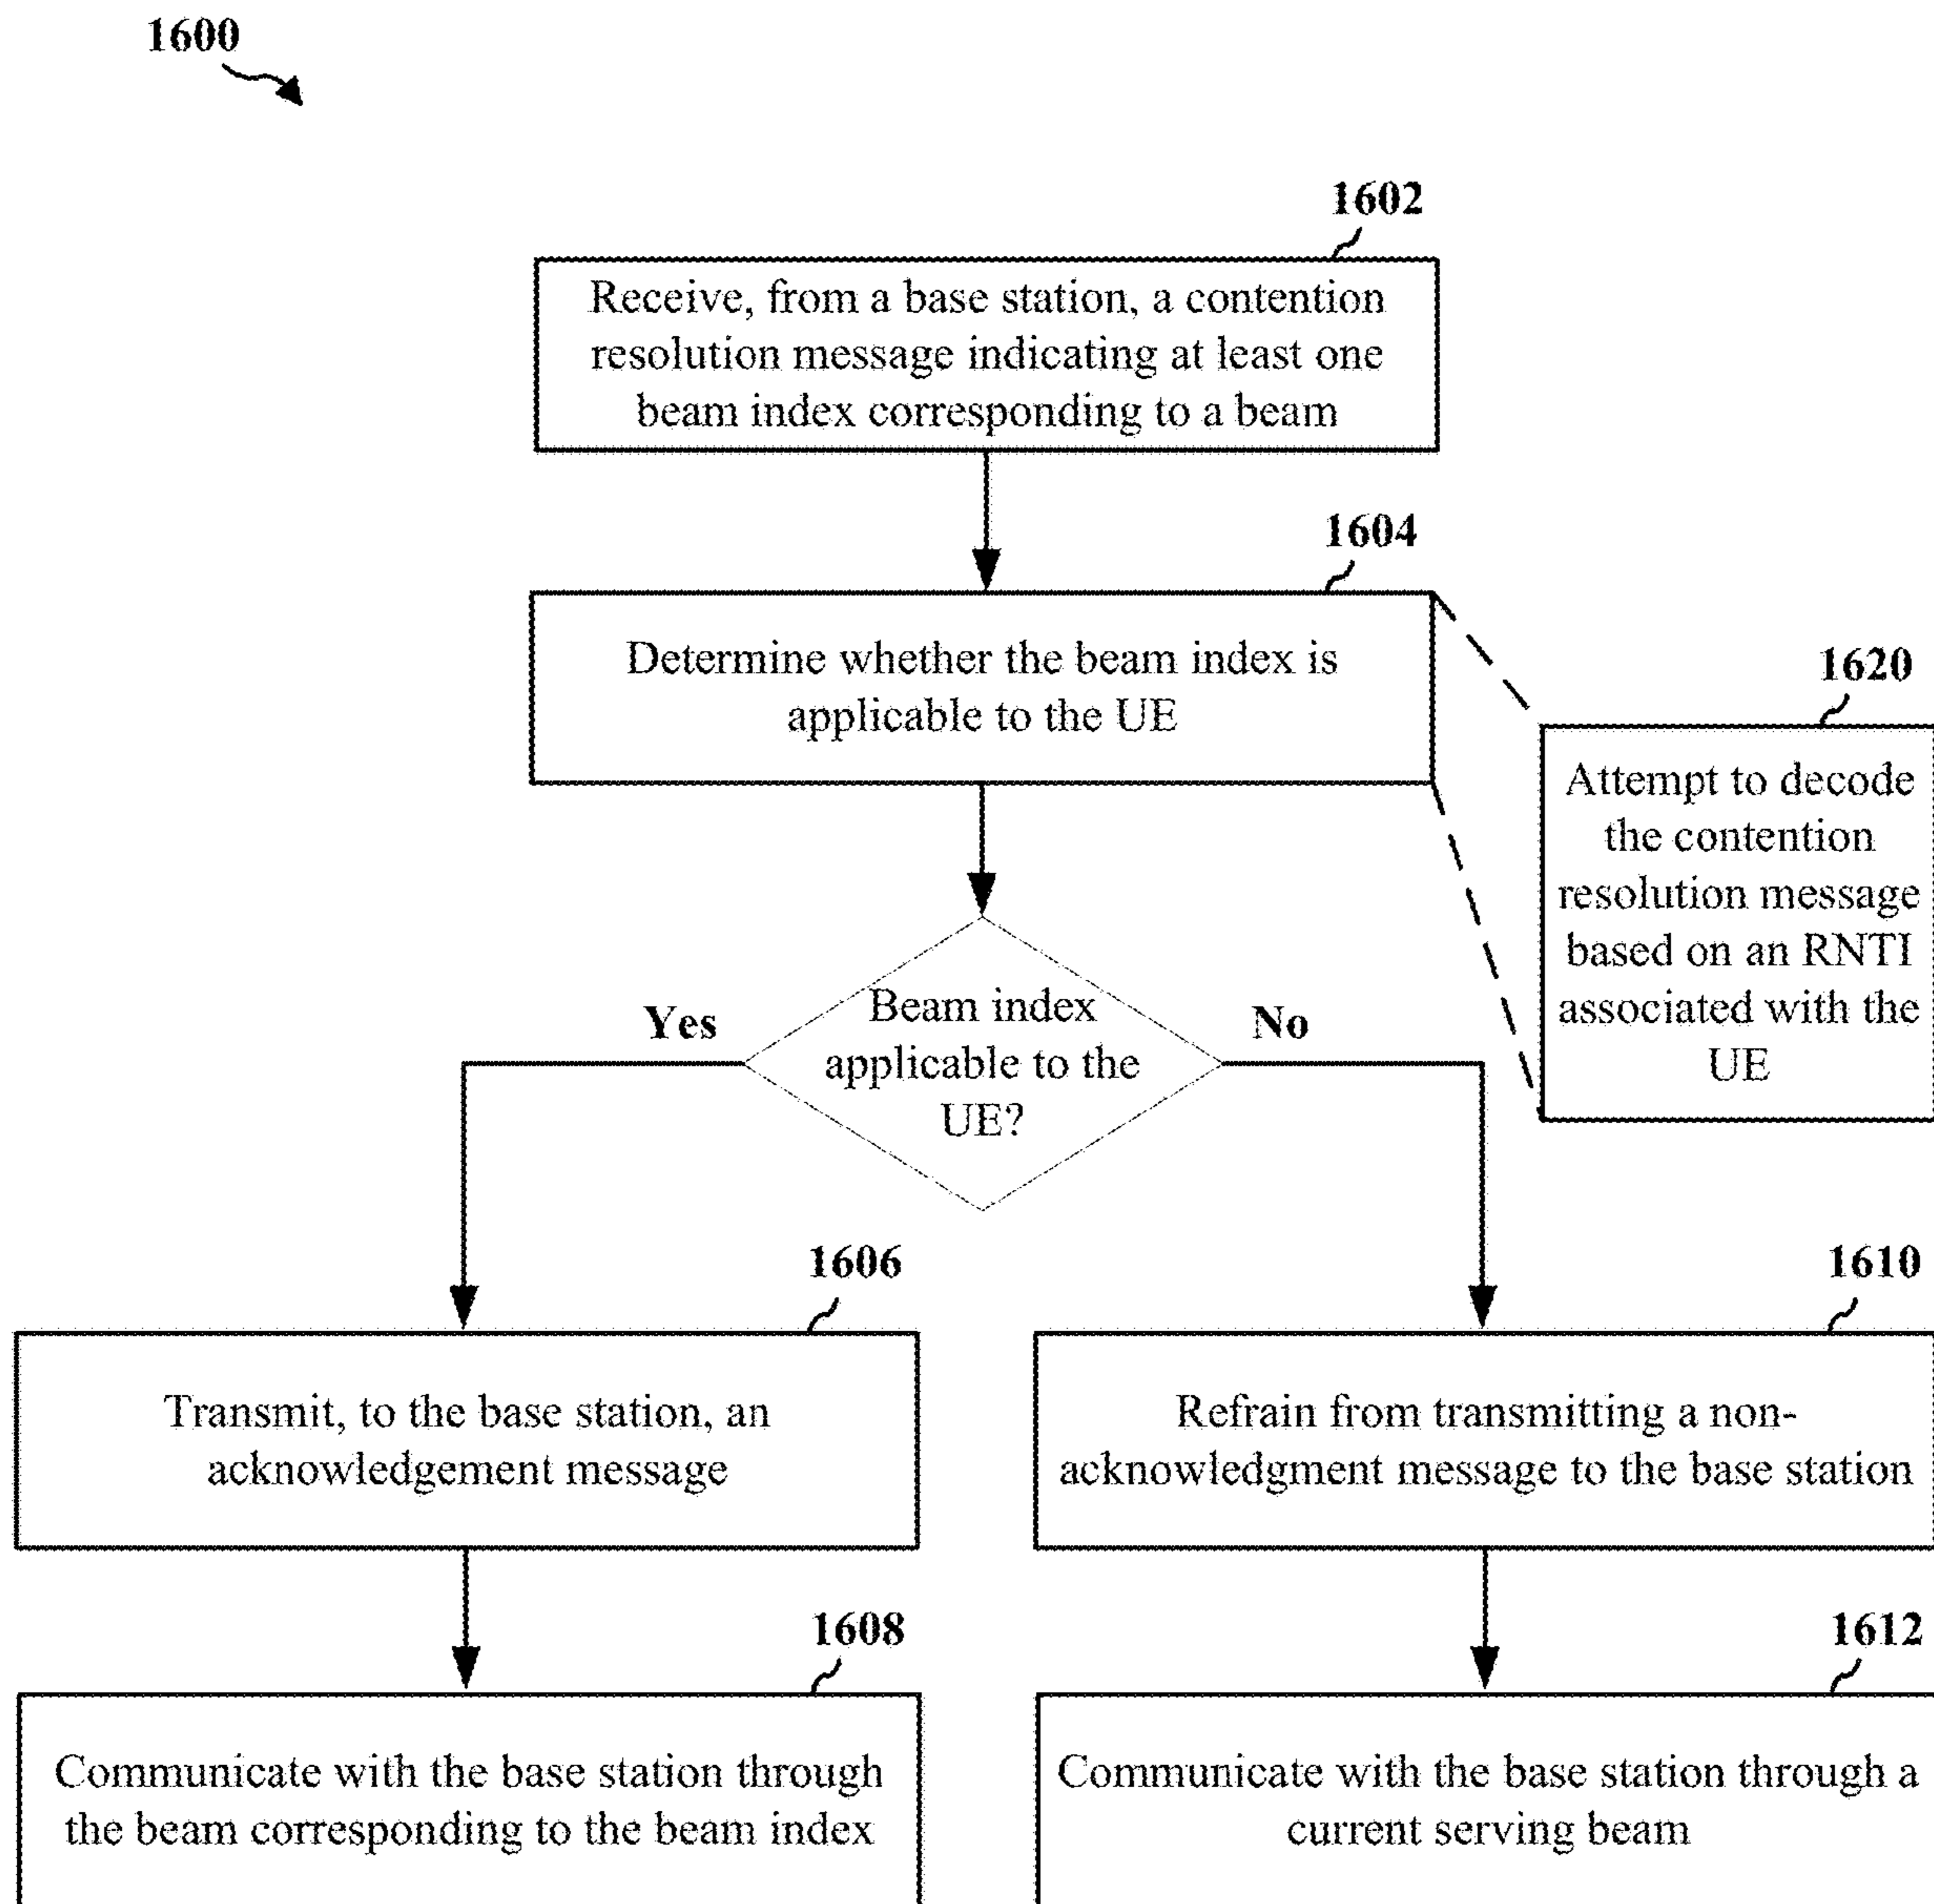 1600
1602
Receive, from a base station, a contention
resolution message indicating at least one
beam index corresponding to a beam
1604
Determine whether the beam index is
applicable to the UE
1620
Attempt to decode
the contention
resolution message
based on an RNTI
associated with the
UE
Yes
Beam index
applicable to the
UE?
No
1606
Transmit, to the base station, an
acknowledgement message
1610
Refrain from transmitting a non-
acknowledgment message to the base station
1608
Communicate with the base station through
the beam corresponding to the beam index
1612
Communicate with the base station through a
current serving beam